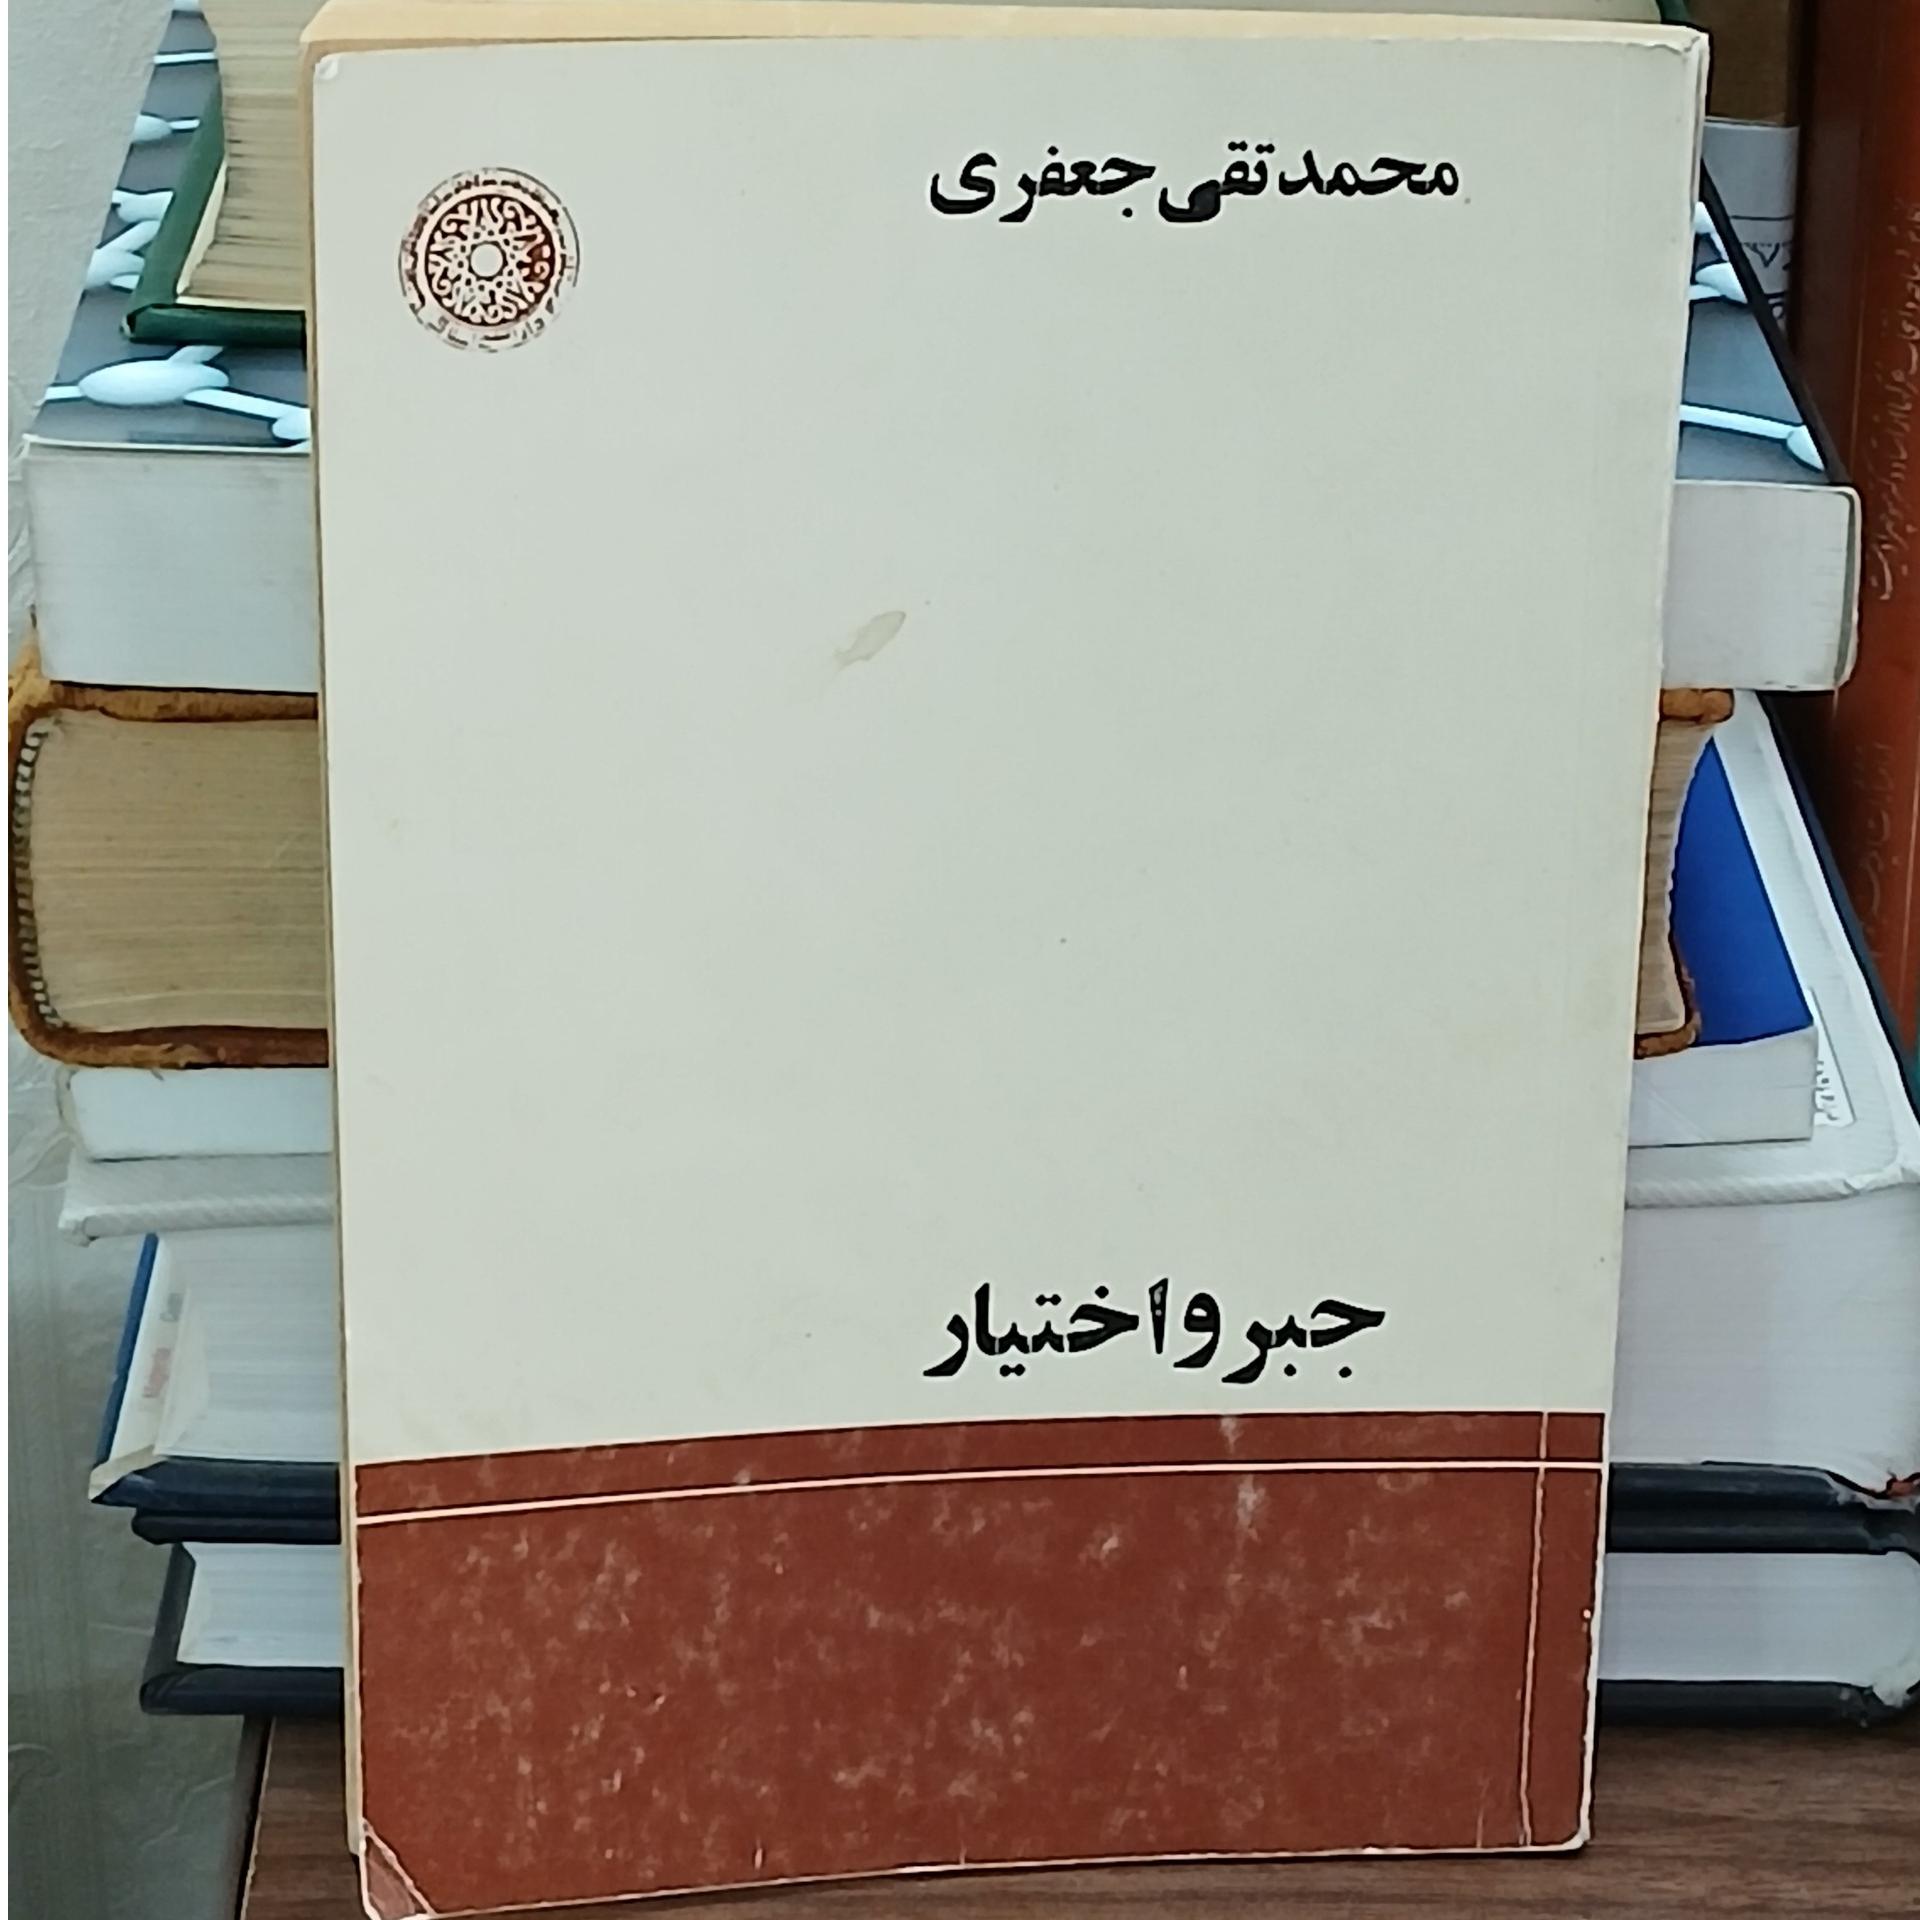 محمد تقی جعفری
جبر و اختیار